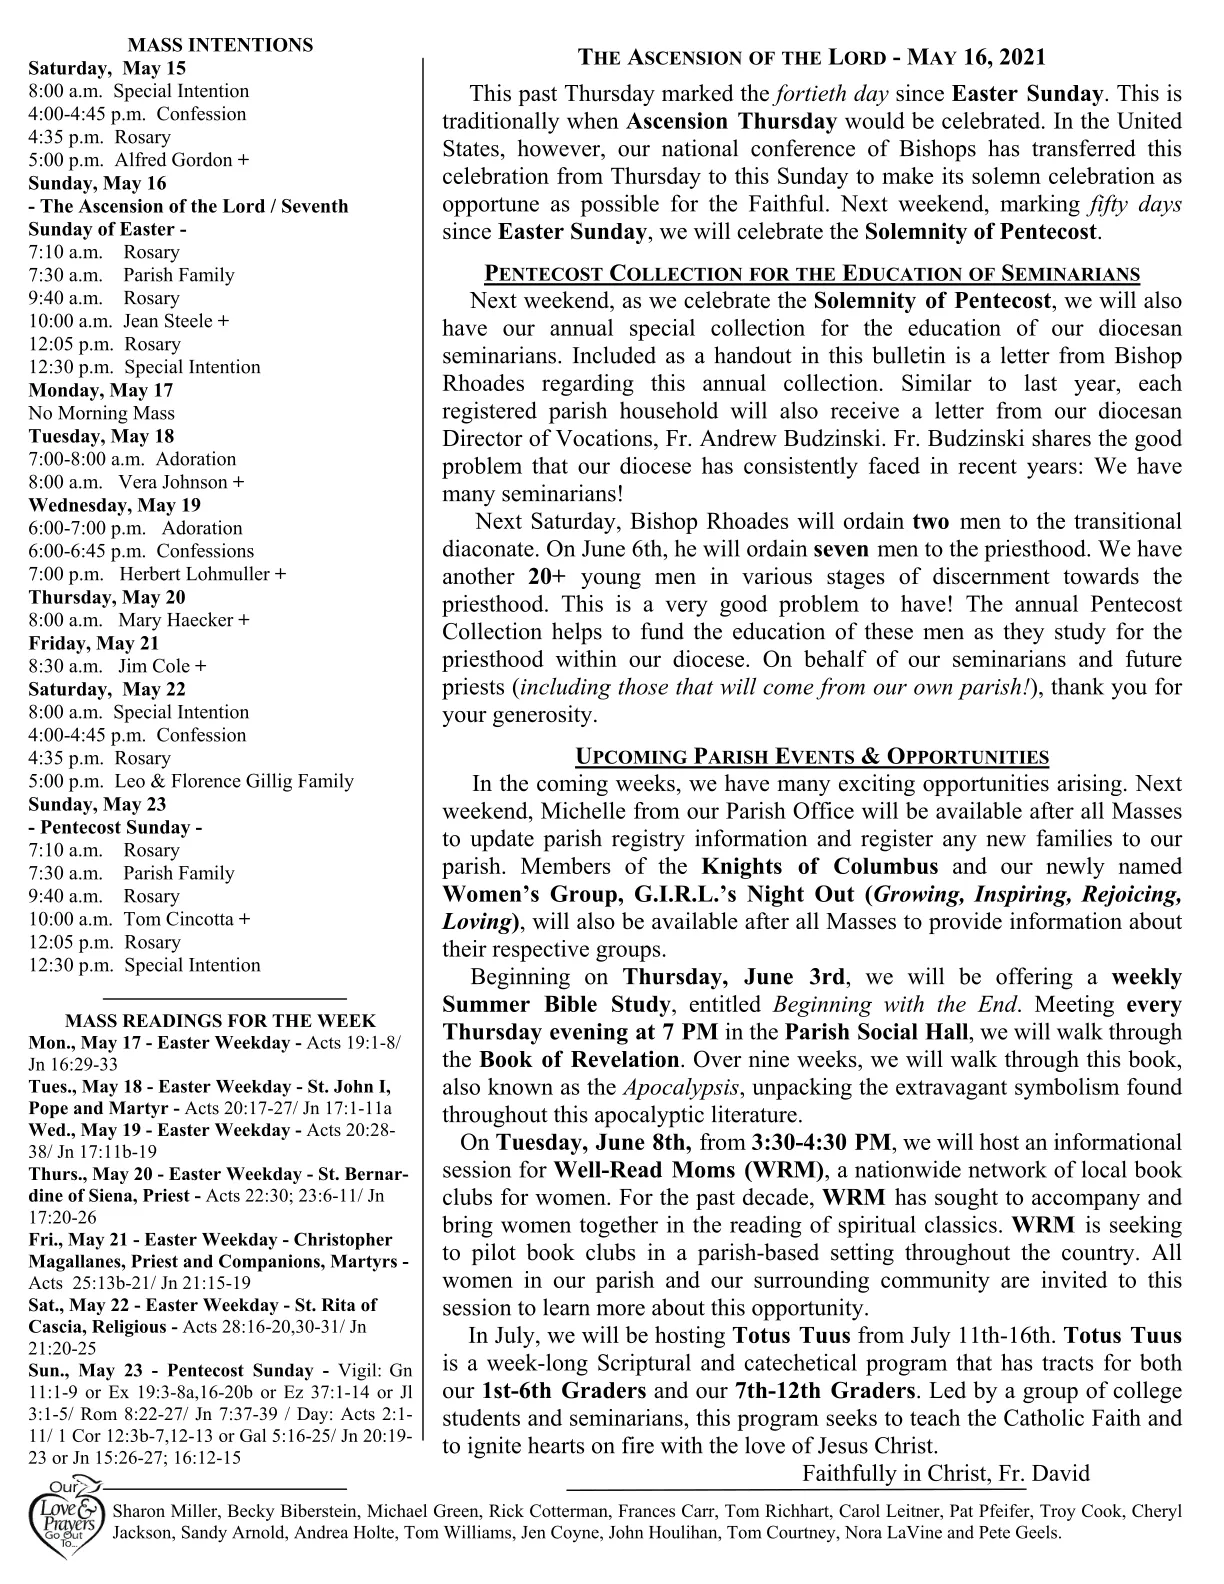 MASS INTENTIONS
Saturday, May 15
8:00 a.m. Special Intention
4:00-4:45 p.m. Confession
4:35 p.m. Rosary
5:00 p.m. Alfred Gordon +
Sunday, May 16
- The Ascension of the Lord / Seventh
Sunday of Easter -
7:10 a.m. Rosary
7:30 a.m. Parish Family
9:40 a.m. Rosary
10:00 a.m. Jean Steele +
12:05 p.m. Rosary
12:30 p.m. Special Intention
Monday, May 17
No Morning Mass
Tuesday, May 18
7:00-8:00 a.m. Adoration
8:00 a.m. Vera Johnson +
Wednesday, May 19
6:00-7:00 p.m. Adoration
6:00-6:45 p.m. Confessions
7:00 p.m. Herbert Lohmuller +
Thursday, May 20
8:00 a.m. Mary Haecker +
Friday, May 21
8:30 a.m. Jim Cole +
Saturday, May 22
8:00 a.m. Special Intention
4:00-4:45 p.m. Confession
4:35 p.m. Rosary
5:00 p.m. Leo & Florence Gillig Family
Sunday, May 23
- Pentecost Sunday -
7:10 a.m. Rosary
7:30 a.m. Parish Family
9:40 a.m. Rosary
10:00 a.m. Tom Cincotta +
12:05 p.m. Rosary
12:30 p.m. Special Intention
MASS READINGS FOR THE WEEK
Mon., May 17 - Easter Weekday - Acts 19:1-8/
Jn 16:29-33
Tues., May 18 - Easter Weekday - St. John I,
Pope and Martyr - Acts 20:17-27/ Jn 17:1-11a
Wed., May 19 - Easter Weekday - Acts 20:28-
38/ Jn 17:11b-19
Thurs., May 20 - Easter Weekday - St. Bernar-
dine of Siena, Priest - Acts 22:30; 23:6-11/ Jn
17:20-26
Fri., May 21 - Easter Weekday - Christopher
Magallanes, Priest and Companions, Martyrs -
Acts 25:13b-21/ Jn 21:15-19
Sat., May 22 - Easter Weekday - St. Rita of
Cascia, Religious - Acts 28:16-20,30-31/ Jn
21:20-25
Sun., May 23 - Pentecost Sunday - Vigil: Gn
11:1-9 or Ex 19:3-8a,16-20b or Ez 37:1-14 or Jl
3:1-5/ Rom 8:22-27/ Jn 7:37-39 / Day: Acts 2:1-
11/ 1 Cor 12:3b-7,12-13 or Gal 5:16-25/ Jn 20:19-
23 or Jn 15:26-27; 16:12-15
THE ASCENSION OF THE LORD - MAY 16, 2021
This past Thursday marked the fortieth day since Easter Sunday. This is
traditionally when Ascension Thursday would be celebrated. In the United
States, however, our national conference of Bishops has transferred this
celebration from Thursday to this Sunday to make its solemn celebration as
opportune as possible for the Faithful. Next weekend, marking fifty days
since Easter Sunday, we will celebrate the Solemnity of Pentecost.
PENTECOST COLLECTION FOR THE EDUCATION OF SEMINARIANS
Next weekend, as we celebrate the Solemnity of Pentecost, we will also
have our annual special collection for the education of our diocesan
seminarians. Included as a handout in this bulletin is a letter from Bishop
Rhoades regarding this annual collection. Similar to last year, each
registered parish household will also receive a letter from our diocesan
Director of Vocations, Fr. Andrew Budzinski. Fr. Budzinski shares the good
problem that our diocese has consistently faced in recent years: We have
many seminarians!
Next Saturday, Bishop Rhoades will ordain two men to the transitional
diaconate. On June 6th, he will ordain seven men to the priesthood. We have
another 20+ young men in various stages of discernment towards the
priesthood. This is a very good problem to have! The annual Pentecost
Collection helps to fund the education of these men as they study for the
priesthood within our diocese. On behalf of our seminarians and future
priests (including those that will come from our own parish!), thank you for
your generosity.
UPCOMING PARISH EVENTS & OPPORTUNITIES
In the coming weeks, we have many exciting opportunities arising. Next
weekend, Michelle from our Parish Office will be available after all Masses
to update parish registry information and register any new families to our
parish. Members of the Knights of Columbus and our newly named
Women’s Group, G.I.R.L.’s Night Out (Growing, Inspiring, Rejoicing,
Loving), will also be available after all Masses to provide information about
their respective groups.
Beginning on Thursday, June 3rd, we will be offering a weekly
Summer Bible Study, entitled Beginning with the End. Meeting every
Thursday evening at 7 PM in the Parish Social Hall, we will walk through
the Book of Revelation. Over nine weeks, we will walk through this book,
also known as the Apocalypsis, unpacking the extravagant symbolism found
throughout this apocalyptic literature.
On Tuesday, June 8th, from 3:30-4:30 PM, we will host an informational
session for Well-Read Moms (WRM), a nationwide network of local book
clubs for women. For the past decade, WRM has sought to accompany and
bring women together in the reading of spiritual classics. WRM is seeking
to pilot book clubs in a parish-based setting throughout the country. All
women in our parish and our surrounding community are invited to this
session to learn more about this opportunity.
In July, we will be hosting Totus Tuus from July 11th-16th. Totus Tuus
is a week-long Scriptural and catechetical program that has tracts for both
our 1st-6th Graders and our 7th-12th Graders. Led by a group of college
students and seminarians, this program seeks to teach the Catholic Faith and
to ignite hearts on fire with the love of Jesus Christ.
Faithfully in Christ, Fr. David
Our
Love &
Prayers
Go Out
To...
Sharon Miller, Becky Biberstein, Michael Green, Rick Cotterman, Frances Carr, Tom Richhart, Carol Leitner, Pat Pfeifer, Troy Cook, Cheryl
Jackson, Sandy Arnold, Andrea Holte, Tom Williams, Jen Coyne, John Houlihan, Tom Courtney, Nora LaVine and Pete Geels.